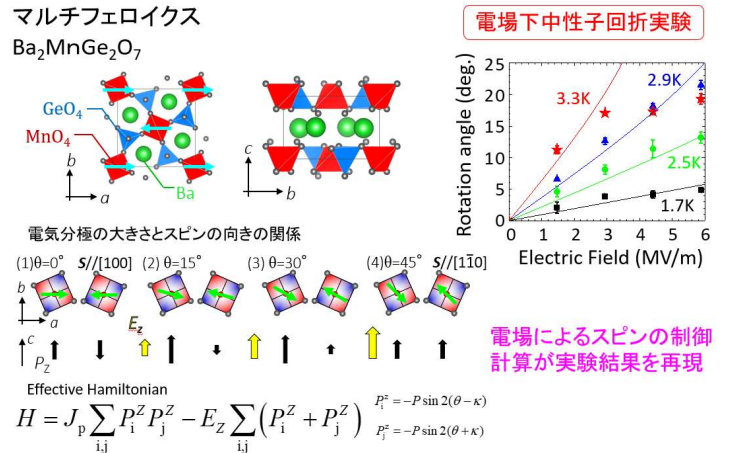 マルチフェロイクス
Ba2MnGe2O7
GeO4
MnO4
Ba
b
a
c
b
電場下中性子回折実験
Rotation angle (deg.)
25
20
15
10
5
0
3.3K
2.9K
2.5K
1.7K
0 1 2 3 4 5 6
Electric Field (MV/m)
電気分極の大きさとスピンの向きの関係
(1)θ=0° S//[100] (2) θ=15° (3) θ=30° (4)θ=45° S//[11̄0]
b
a
Ez
c
PZ
電場によるスピンの制御
計算が実験結果を再現
Effective Hamiltonian
H = Jp ∑i,j PiZ PjZ − EZ ∑i,j (PiZ + PjZ)
Piz = −P sin 2(θ − κ)
Pjz = −P sin 2(θ + κ)